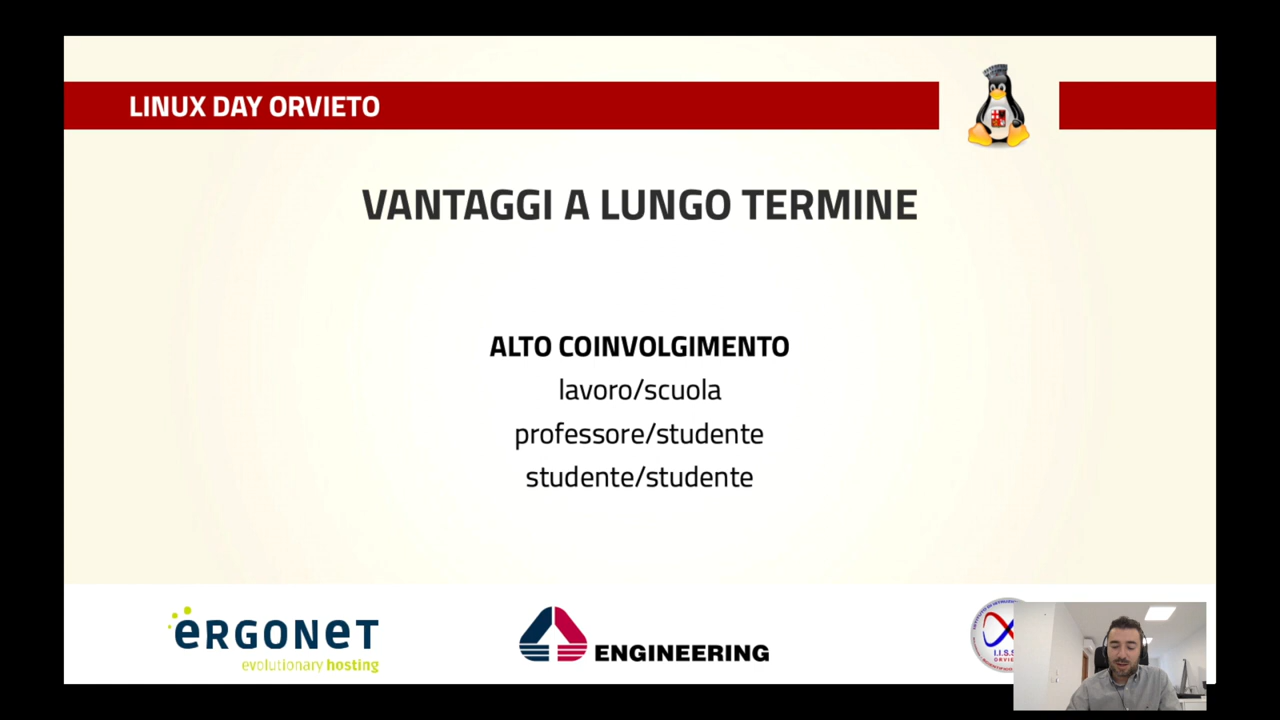 LINUX DAY ORVIETO
VANTAGGI A LUNGO TERMINE
ALTO COINVOLGIMENTO
lavoro/scuola
professore/studente
studente/studente
eRGONeT
evolutionary hosting
ENGINEERING